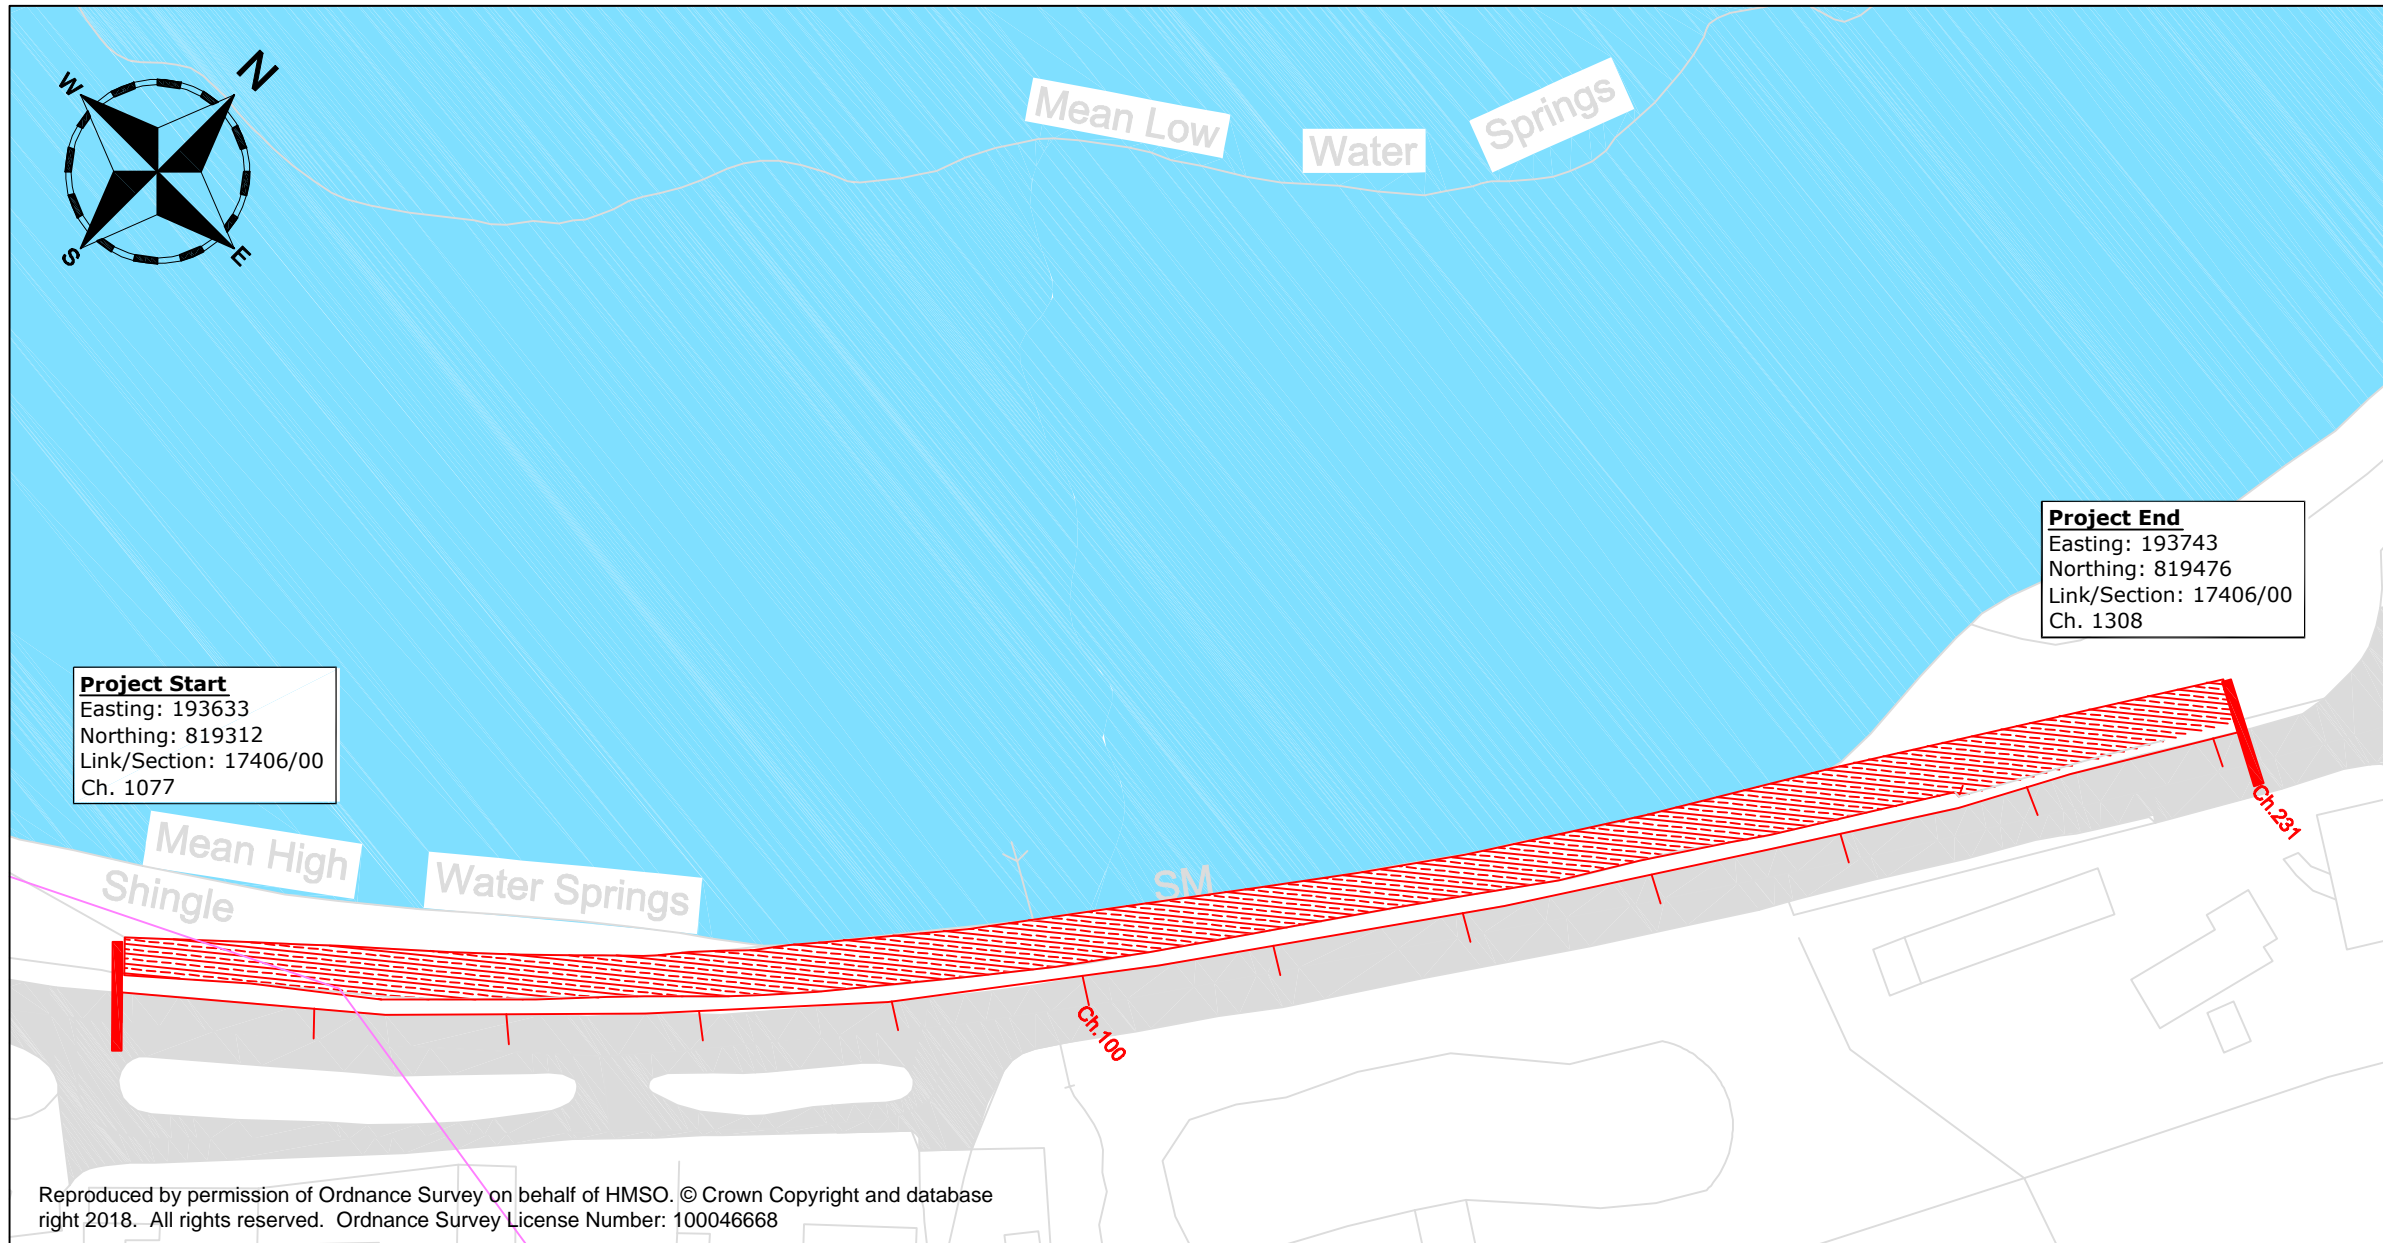 N
W
S
E
Mean Low
Water
Springs
Project End
Easting: 193743
Northing: 819476
Link/Section: 17406/00
Ch. 1308
Project Start
Easting: 193633
Northing: 819312
Link/Section: 17406/00
Ch. 1077
Mean High
Water Springs
Shingle
SM
Ch.231
Ch.100
Reproduced by permission of Ordnance Survey on behalf of HMSO. © Crown Copyright and database
right 2018. All rights reserved. Ordnance Survey License Number: 100046668